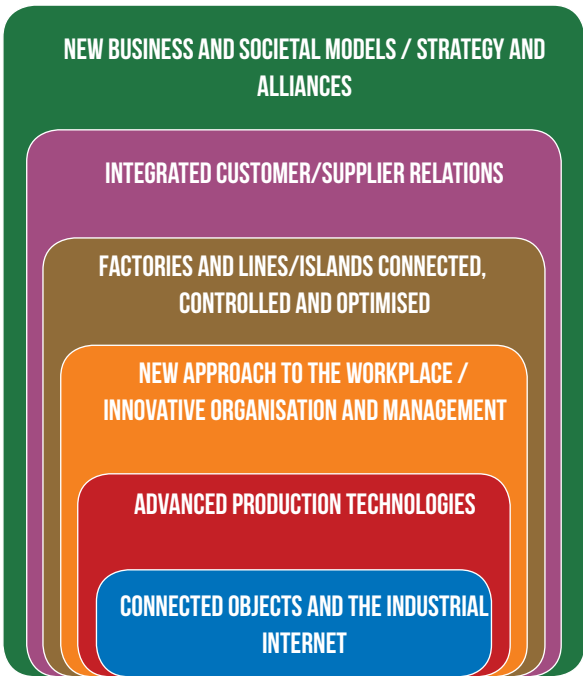 NEW BUSINESS AND SOCIETAL MODELS / STRATEGY AND
ALLIANCES
INTEGRATED CUSTOMER/SUPPLIER RELATIONS
FACTORIES AND LINES/ISLANDS CONNECTED,
CONTROLLED AND OPTIMISED
NEW APPROACH TO THE WORKPLACE /
INNOVATIVE ORGANISATION AND MANAGEMENT
ADVANCED PRODUCTION TECHNOLOGIES
CONNECTED OBJECTS AND THE INDUSTRIAL
INTERNET